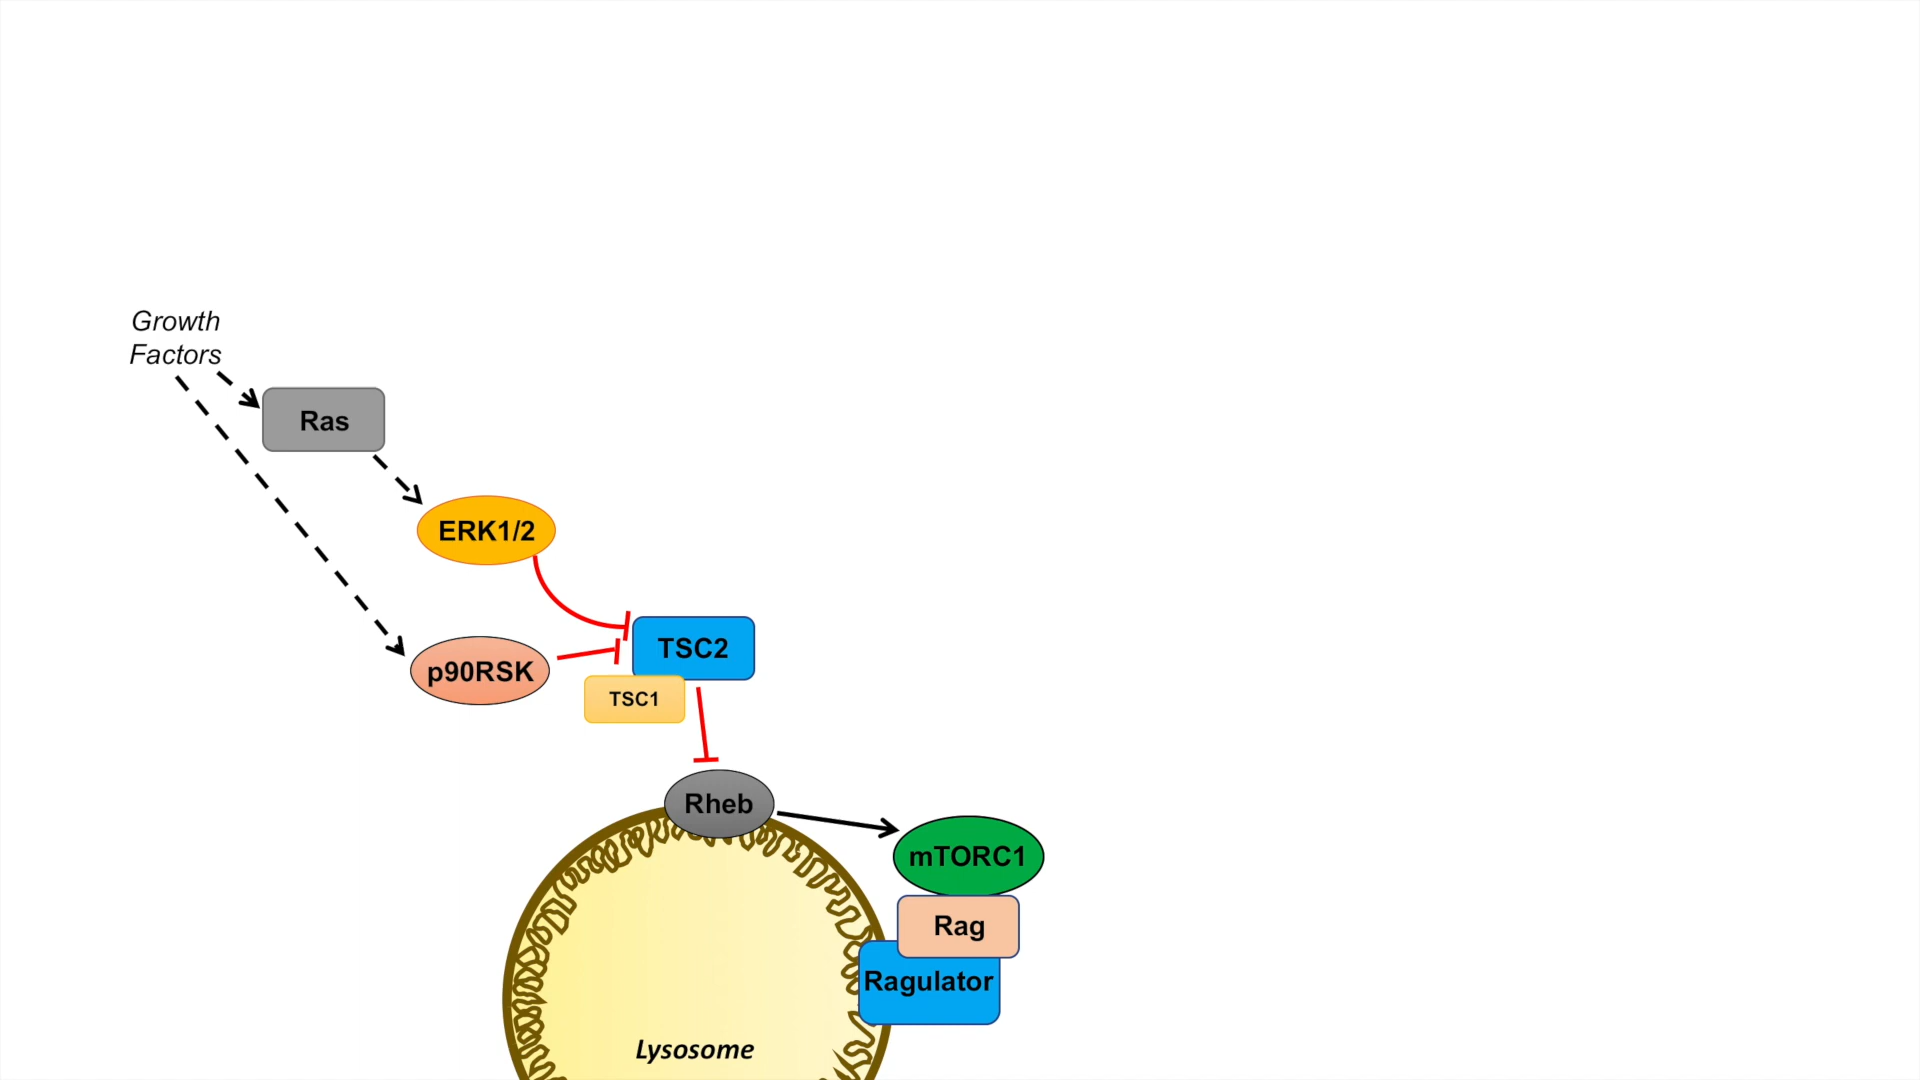 Growth
Factors
Ras
ERK1/2
TSC2
p90RSK
TSC1
Rheb
mTORC1
Rag
Ragulator
Lysosome